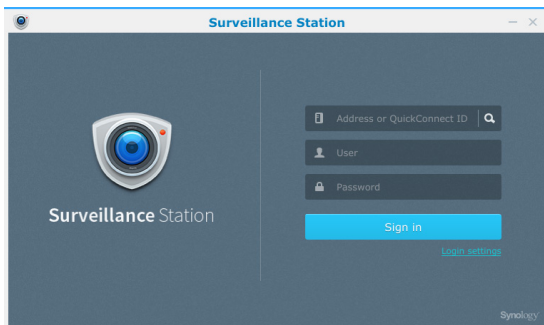 Surveillance Station
Address or QuickConnect ID
User
Password
Sign in
Login settings
Surveillance Station
Synology